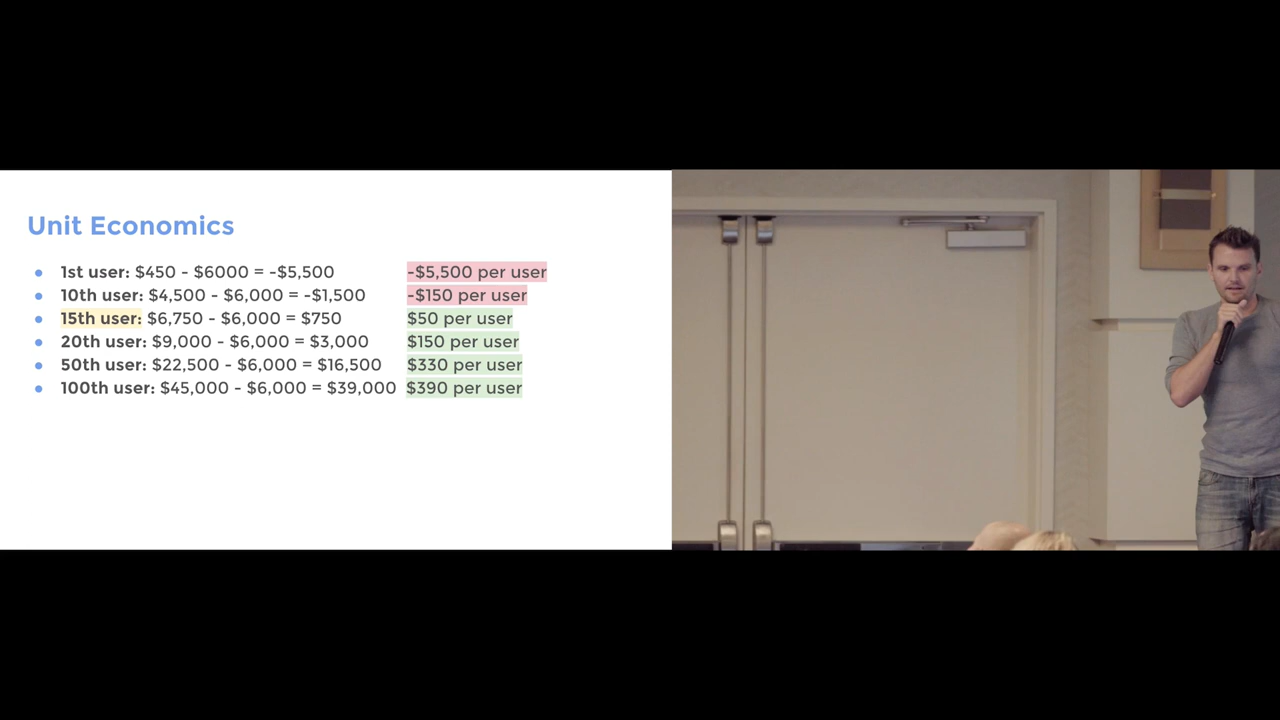 Unit Economics
1st user: $450 - $6000 = -$5,500 -$5,500 per user
10th user: $4,500 - $6,000 = -$1,500 -$150 per user
15th user: $6,750 - $6,000 = $750 $50 per user
20th user: $9,000 - $6,000 = $3,000 $150 per user
50th user: $22,500 - $6,000 = $16,500 $330 per user
100th user: $45,000 - $6,000 = $39,000 $390 per user